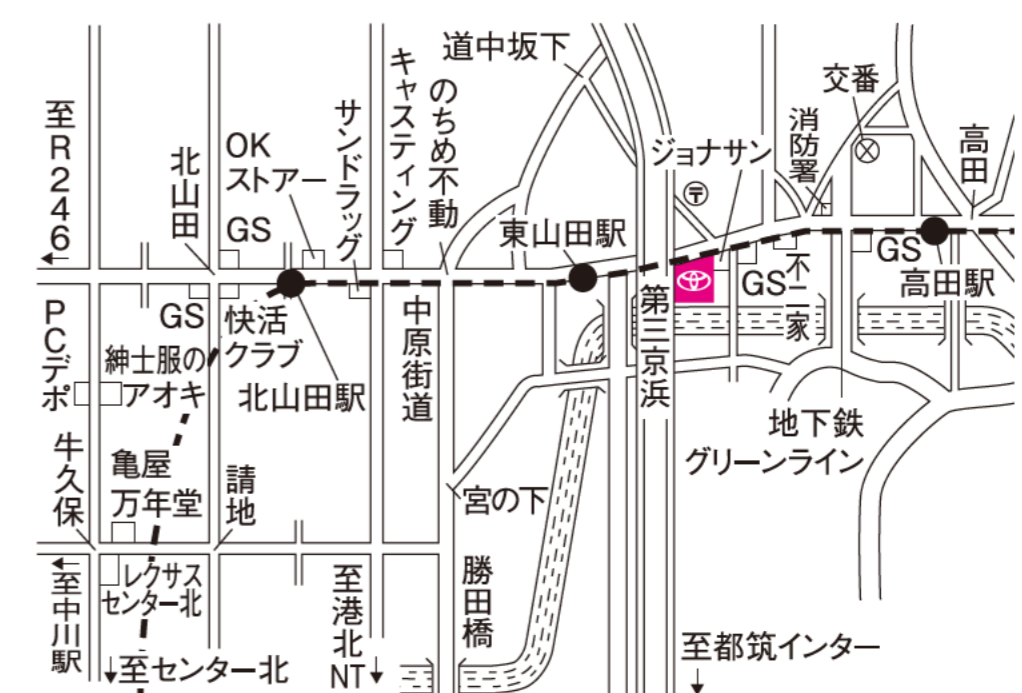 道中坂下
交番
キャスティング
のちめ不動
サンドラッグ
至R246
OK
ストアー
北山田
GS
ジョナサン
消防署
高田
〒
東山田駅
GS
高田駅
不二家
GS
第三京浜
PCデポ
GS
快活
クラブ
中原街道
紳士服の
アオキ
北山田駅
地下鉄
グリーンライン
牛久保
亀屋
万年堂
請地
宮の下
勝田橋
レクサス
センター北
至中川駅
至センター北
至港北NT
至都筑インター